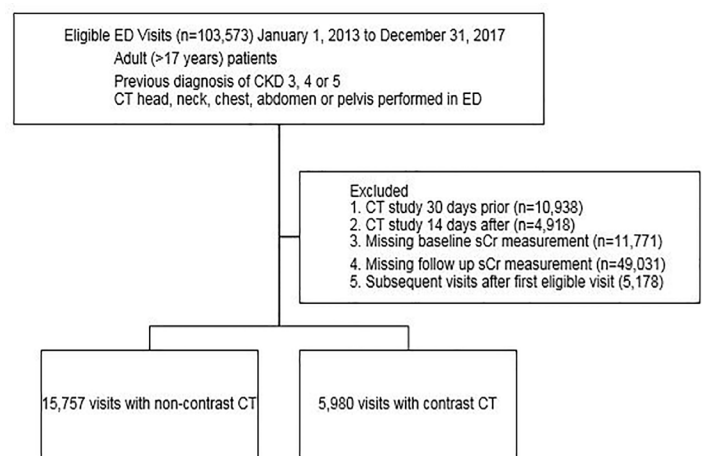 Eligible ED Visits (n=103,573) January 1, 2013 to December 31, 2017
Adult (>17 years) patients
Previous diagnosis of CKD 3, 4 or 5
CT head, neck, chest, abdomen or pelvis performed in ED
Excluded
1. CT study 30 days prior (n=10,938)
2. CT study 14 days after (n=4,918)
3. Missing baseline sCr measurement (n=11,771)
4. Missing follow up sCr measurement (n=49,031)
5. Subsequent visits after first eligible visit (5,178)
15,757 visits with non-contrast CT
5,980 visits with contrast CT